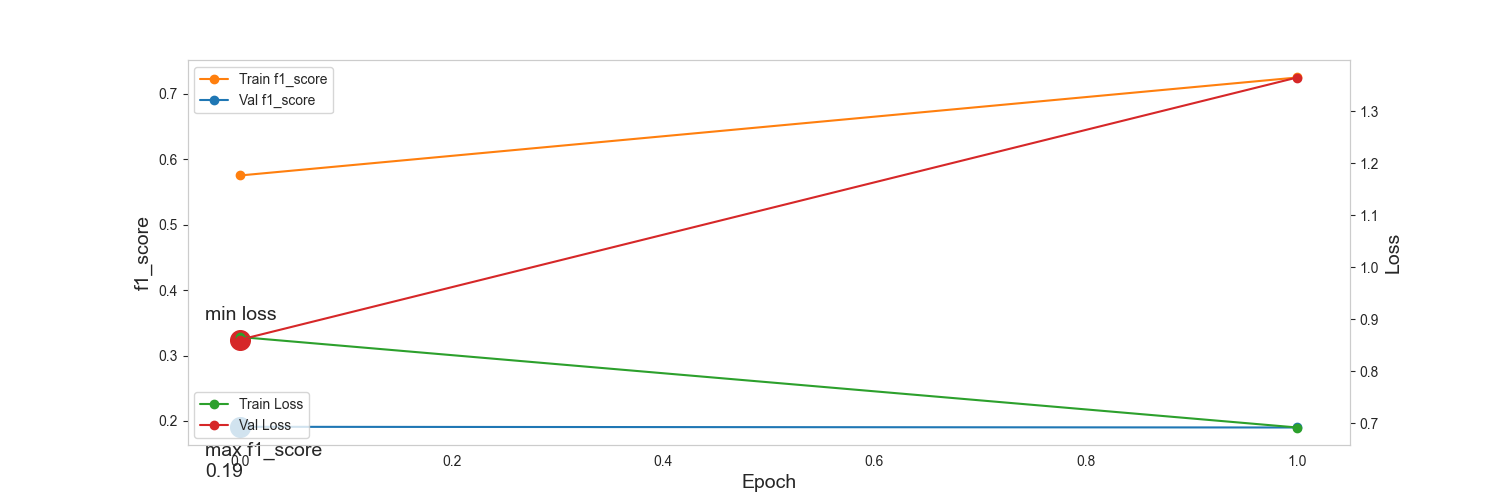 Train f1_score
Val f1_score
0.7
0.6
0.5
0.4
0.3
0.2
f1_score
1.3
1.2
1.1
1.0
0.9
0.8
0.7
Loss
min loss
Train Loss
Val Loss
max f1_score
0.19
0.0
0.2
0.4
0.6
0.8
1.0
Epoch